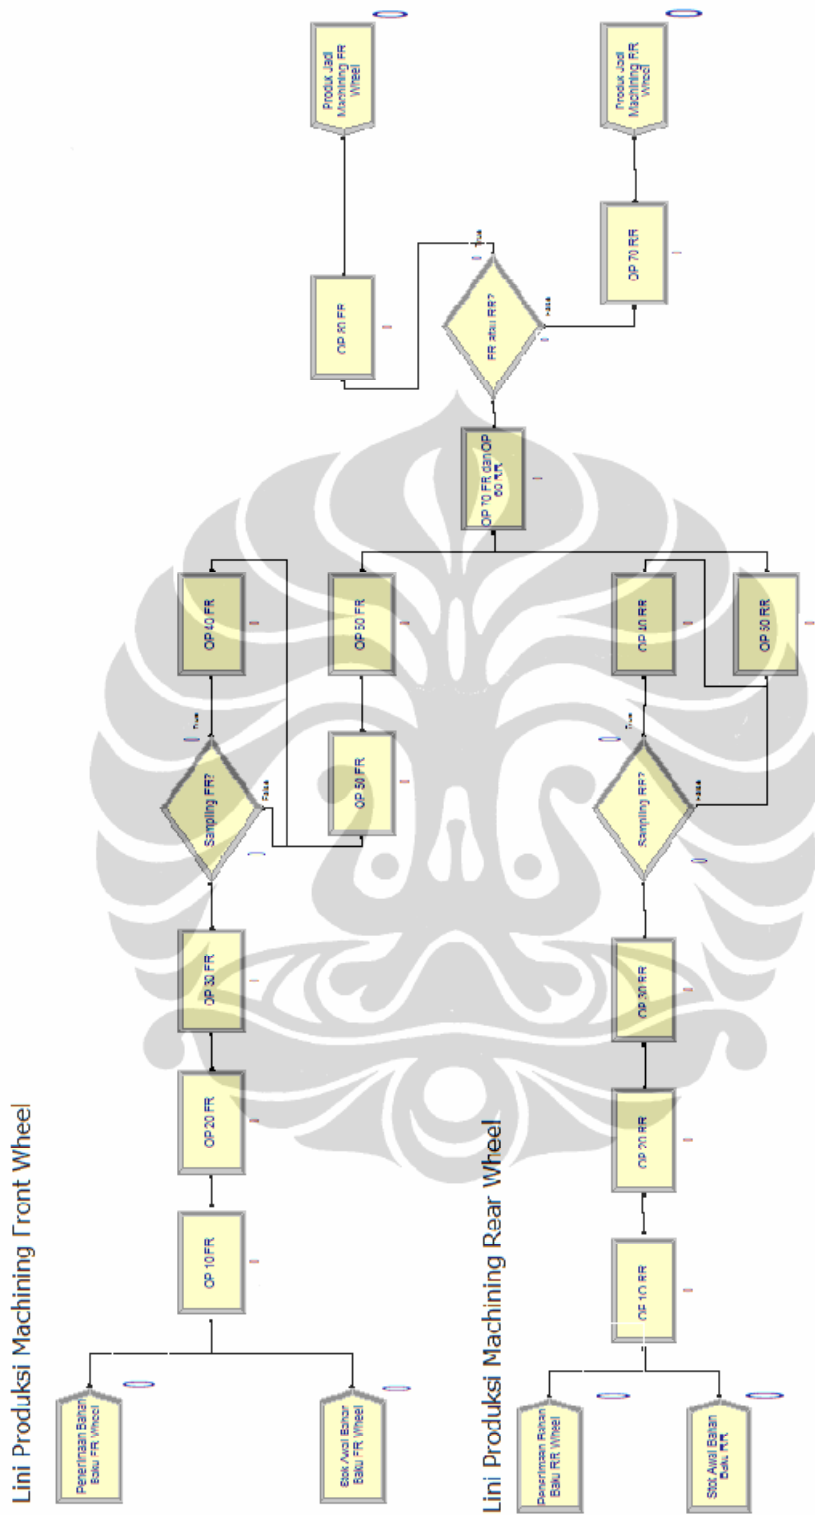 Lini Produksi Machining Front Wheel
Penerimaan Bahan
Baku FR Wheel
Stok Awal Bahan
Baku FR Wheel
OP 10 FR
OP 20 FR
OP 30 FR
Sampling FR?
True
False
OP 40 FR
OP 50 FR
OP 60 FR
OP 70 FR dan OP
60 RR
FR atau RR?
True
False
OP 80 FR
Produk Jadi
Machining FR
Wheel
Lini Produksi Machining Rear Wheel
Penerimaan Bahan
Baku RR Wheel
Stok Awal Bahan
Baku RR
OP 10 RR
OP 20 RR
OP 30 RR
Sampling RR?
True
False
OP 40 RR
OP 50 RR
OP 70 RR
Produk Jadi
Machining RR
Wheel